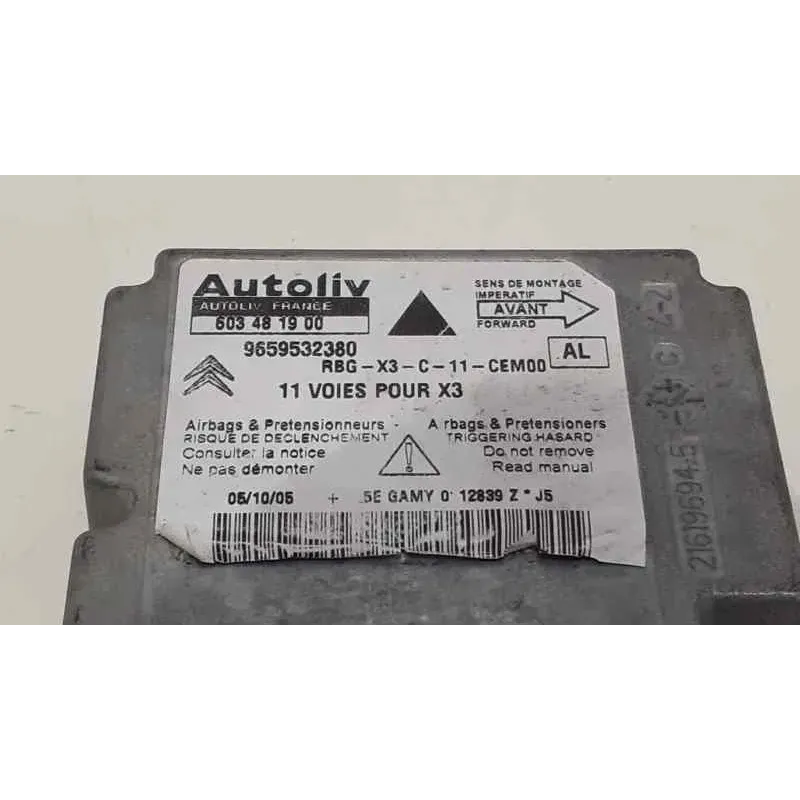 Autoliv
AUTOLIV FRANCE
603 48 19 00
SENS DE MONTAGE
IMPERATIF
AVANT
FORWARD
9659532380
RBG-X3-C-11-CEM00
AL
11 VOIES POUR X3
Airbags & Pretensionneurs -
RISQUE DE DECLENCHEMENT
Consulter la notice
Ne pas démonter
Airbags & Pretensioners
TRIGGERING HASARD
Do not remove
Read manual
05/10/05 + 5E GAMY 0 12839 Z * J5